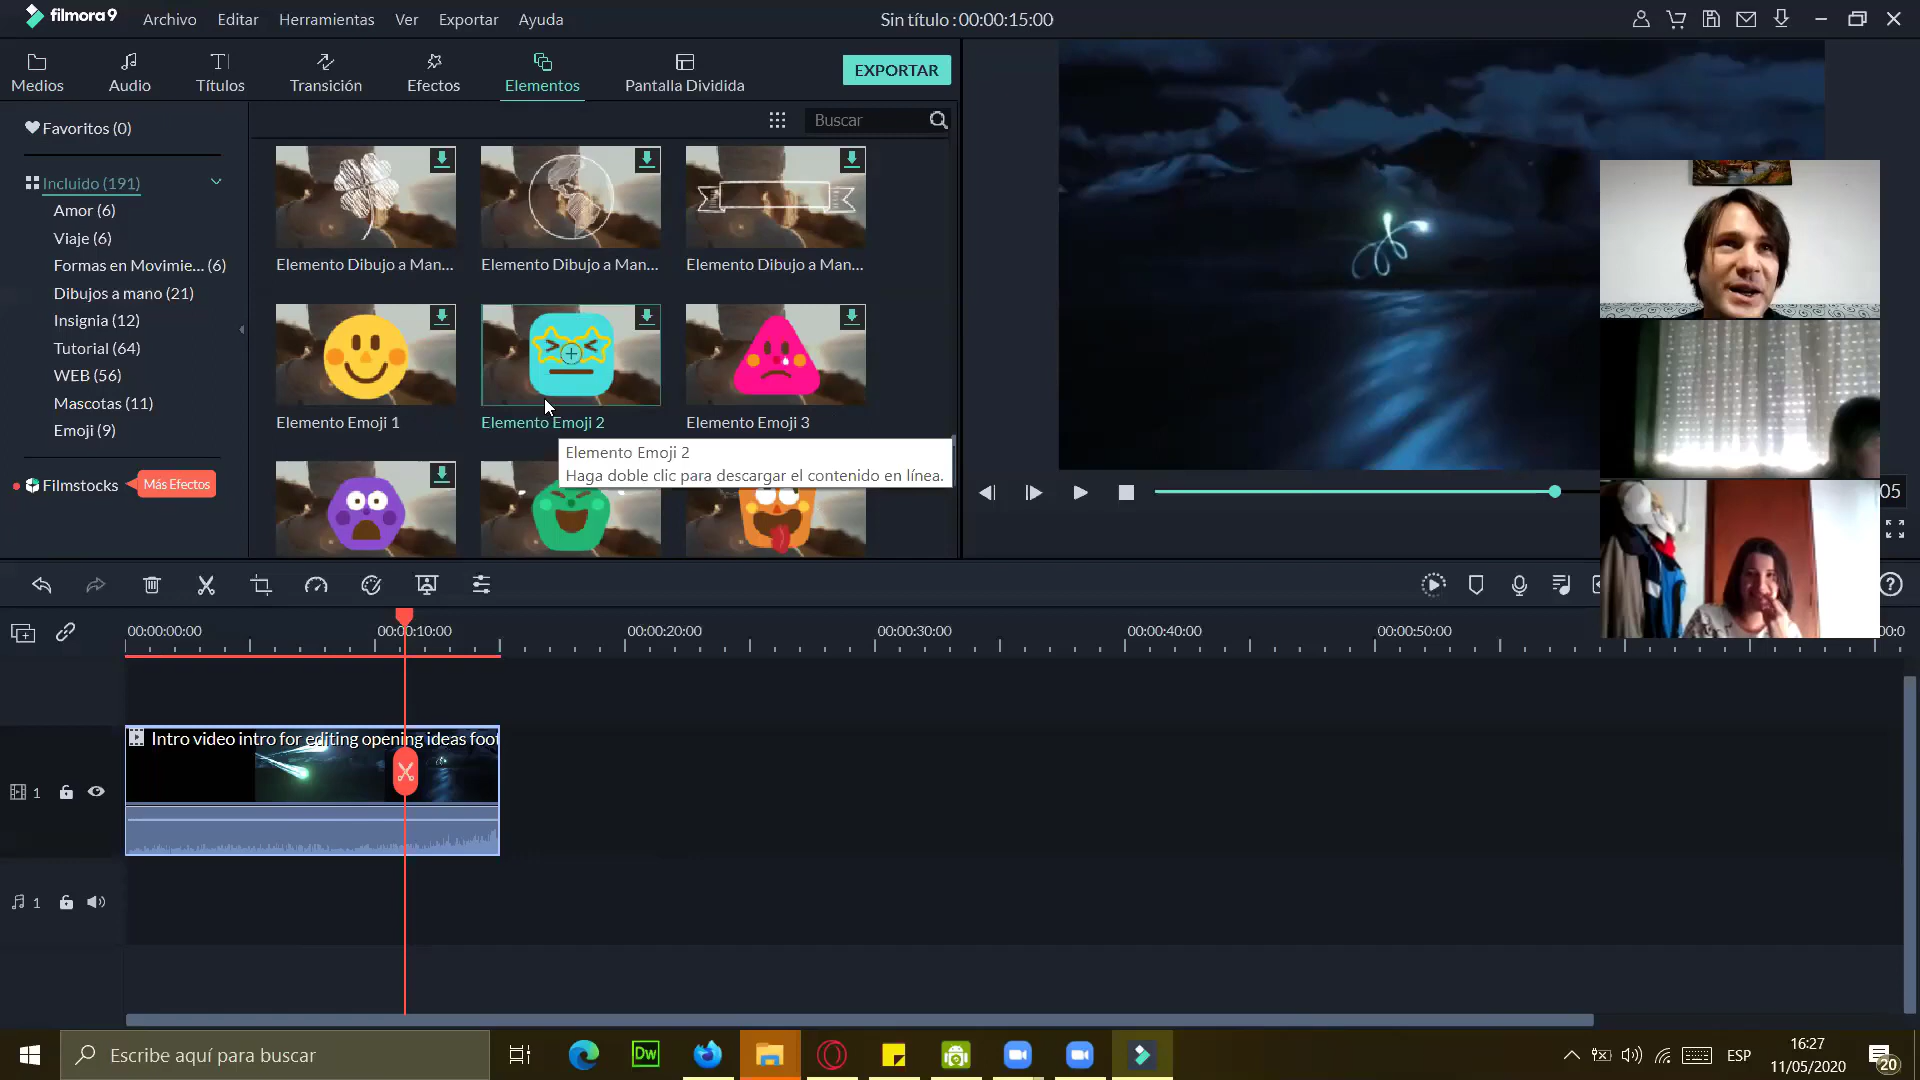 filmora9
Archivo
Editar
Herramientas
Ver
Exportar
Ayuda
Sin título : 00:00:15:00
Medios
Audio
Títulos
Transición
Efectos
Elementos
Pantalla Dividida
EXPORTAR
Favoritos (0)
Buscar
Incluido (191)
Amor (6)
Viaje (6)
Formas en Movimie... (6)
Dibujos a mano (21)
Insignia (12)
Tutorial (64)
WEB (56)
Mascotas (11)
Emoji (9)
Filmstocks
Más Efectos
Elemento Dibujo a Man...
Elemento Dibujo a Man...
Elemento Dibujo a Man...
Elemento Emoji 1
Elemento Emoji 2
Elemento Emoji 3
Elemento Emoji 2
Haga doble clic para descargar el contenido en línea.
05
00:00:00:00
00:00:10:00
00:00:20:00
00:00:30:00
00:00:40:00
00:00:50:00
00:0
Intro video intro for editing opening ideas foot
1
1
Escribe aquí para buscar
Dw
ESP
16:27
11/05/2020
20